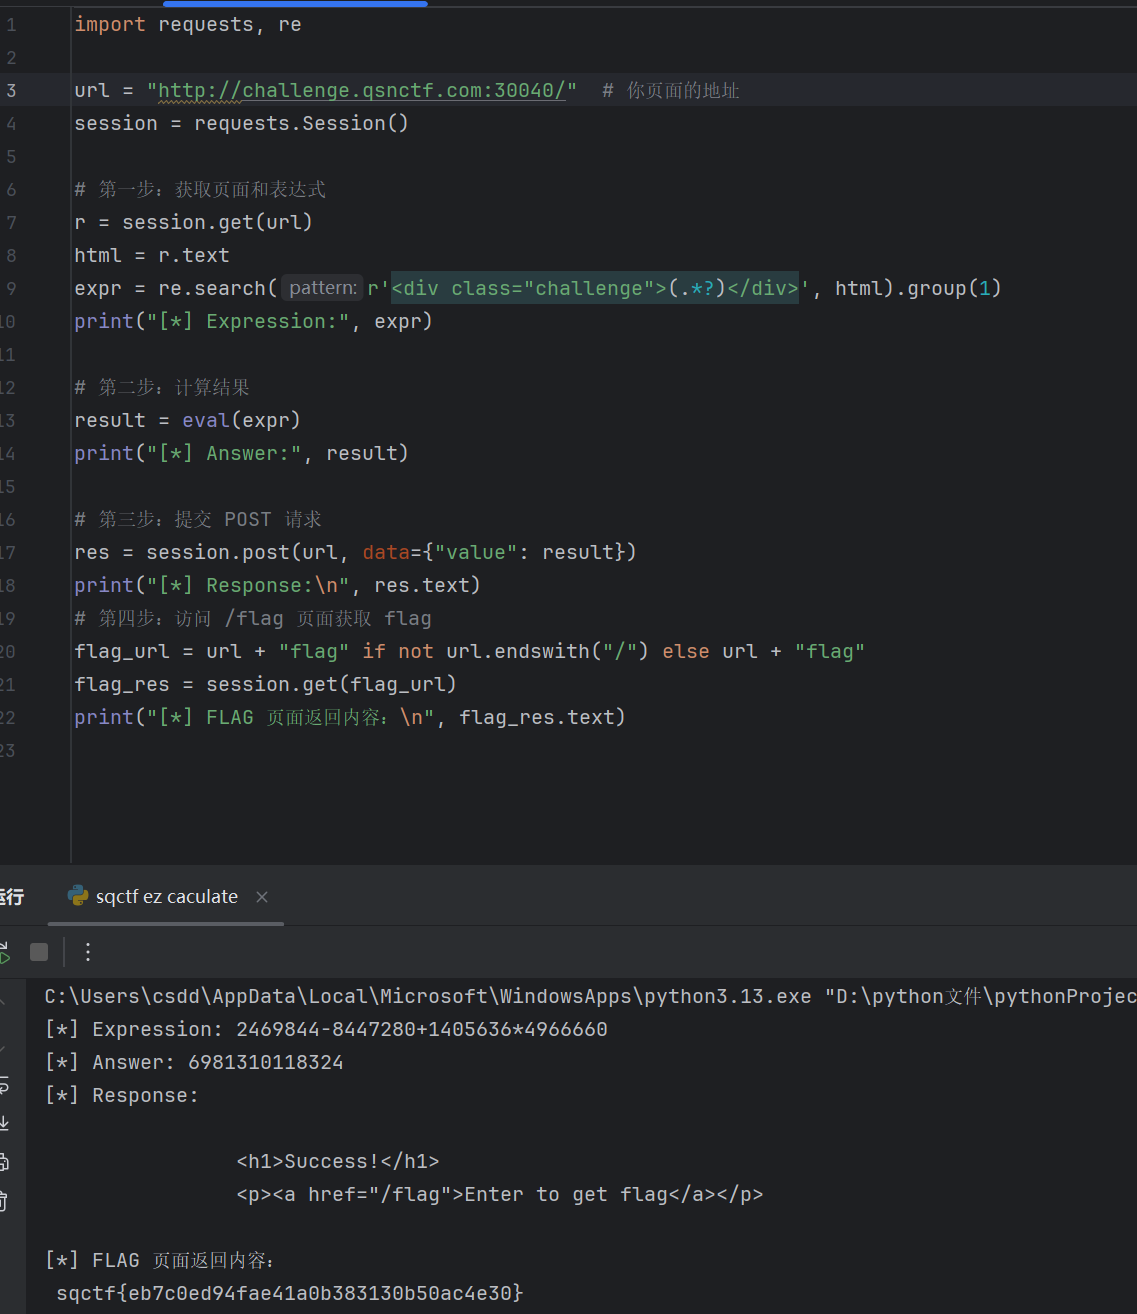 1 import requests, re
2
3 url = "http://challenge.qsnctf.com:30040/" # 你页面的地址
4 session = requests.Session()
5
6 # 第一步：获取页面和表达式
7 r = session.get(url)
8 html = r.text
9 expr = re.search( pattern: r'<div class="challenge">(.*?)</div>', html).group(1)
10 print("[*] Expression:", expr)
11
12 # 第二步：计算结果
13 result = eval(expr)
14 print("[*] Answer:", result)
15
16 # 第三步：提交 POST 请求
17 res = session.post(url, data={"value": result})
18 print("[*] Response:\n", res.text)
19 # 第四步：访问 /flag 页面获取 flag
20 flag_url = url + "flag" if not url.endswith("/") else url + "flag"
21 flag_res = session.get(flag_url)
22 print("[*] FLAG 页面返回内容：\n", flag_res.text)
23
运行 sqctf ez caculate
C:\Users\csdd\AppData\Local\Microsoft\WindowsApps\python3.13.exe "D:\python文件\pythonProjec
[*] Expression: 2469844-8447280+1405636*4966660
[*] Answer: 6981310118324
[*] Response:
<h1>Success!</h1>
<p><a href="/flag">Enter to get flag</a></p>
[*] FLAG 页面返回内容：
sqctf{eb7c0ed94fae41a0b383130b50ac4e30}